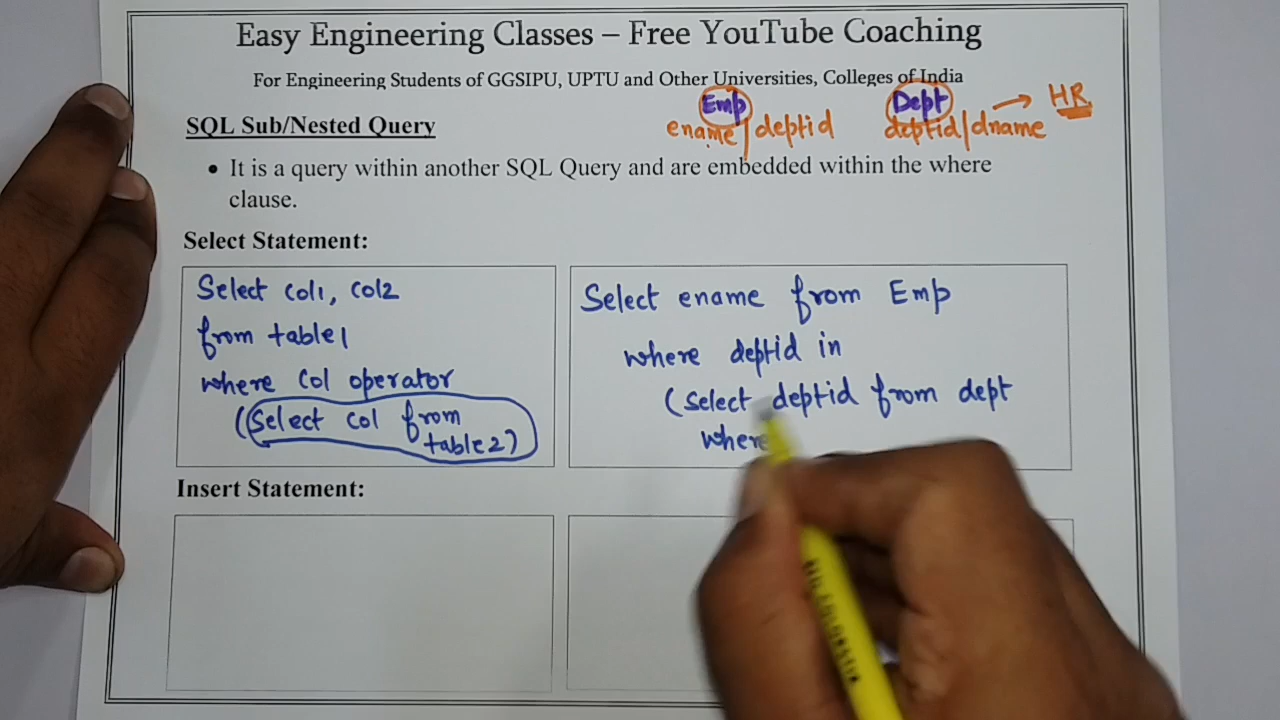 Easy Engineering Classes – Free YouTube Coaching
For Engineering Students of GGSIPU, UPTU and Other Universities, Colleges of India
Emp Dept → HR
SQL Sub/Nested Query ename/deptid deptid/dname
• It is a query within another SQL Query and are embedded within the where
clause.
Select Statement:
Select Col1, Col2
from table1
where Col operator
(Select Col from
table2)
Select ename from Emp
where deptid in
(Select deptid from dept
where
Insert Statement: